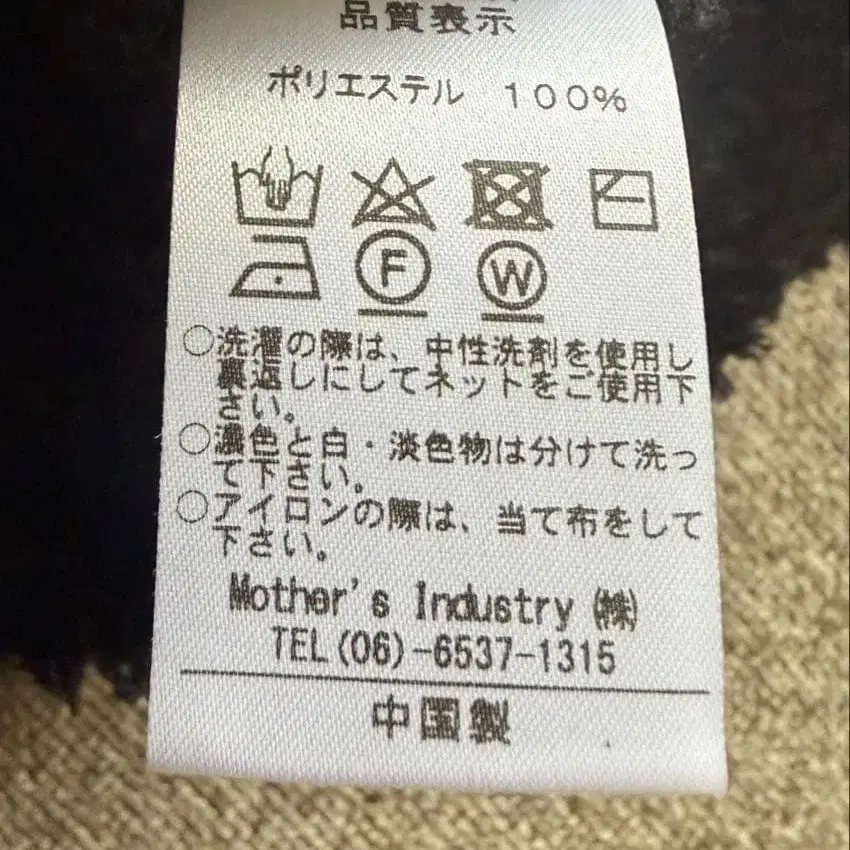 品質表示
ポリエステル 100%
F W
○洗濯の際は、中性洗剤を使用し
裏返しにしてネットをご使用下
さい。
○濃色と白・淡色物は分けて洗っ
て下さい。
○アイロンの際は、当て布をして
下さい。
Mother's Industry ㈱
TEL(06)-6537-1315
中国製